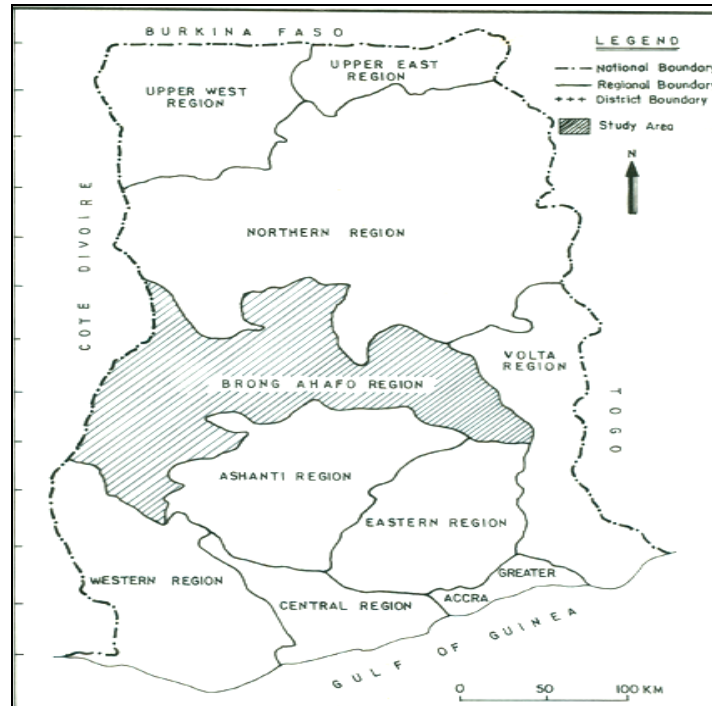 BURKINA FASO
LEGEND
National Boundary
Regional Boundary
District Boundary
Study Area
N
UPPER EAST
REGION
UPPER WEST
REGION
COTE DIVOIRE
NORTHERN REGION
VOLTA
REGION
BRONG AHAFO REGION
TOGO
ASHANTI REGION
EASTERN REGION
WESTERN REGION
GREATER
ACCRA
CENTRAL REGION
GULF OF GUINEA
0 50 100 KM